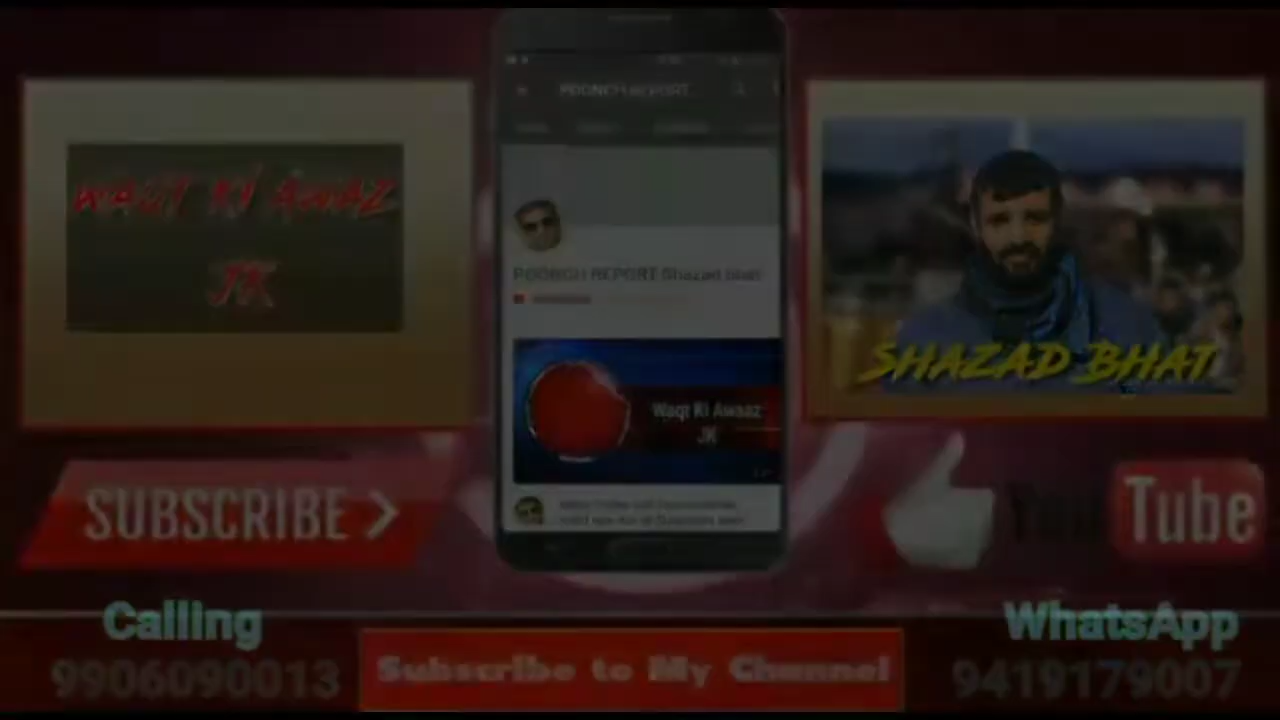 POONCH REPORT...
WAQT KI AWAZ
JK
POONCH REPORT Shazad bhat
SHAZAD BHAT
Waqt Ki Awaaz
JK
SUBSCRIBE >
YouTube
Calling
9906090013
Subscribe to My Channel
WhatsApp
9419179007